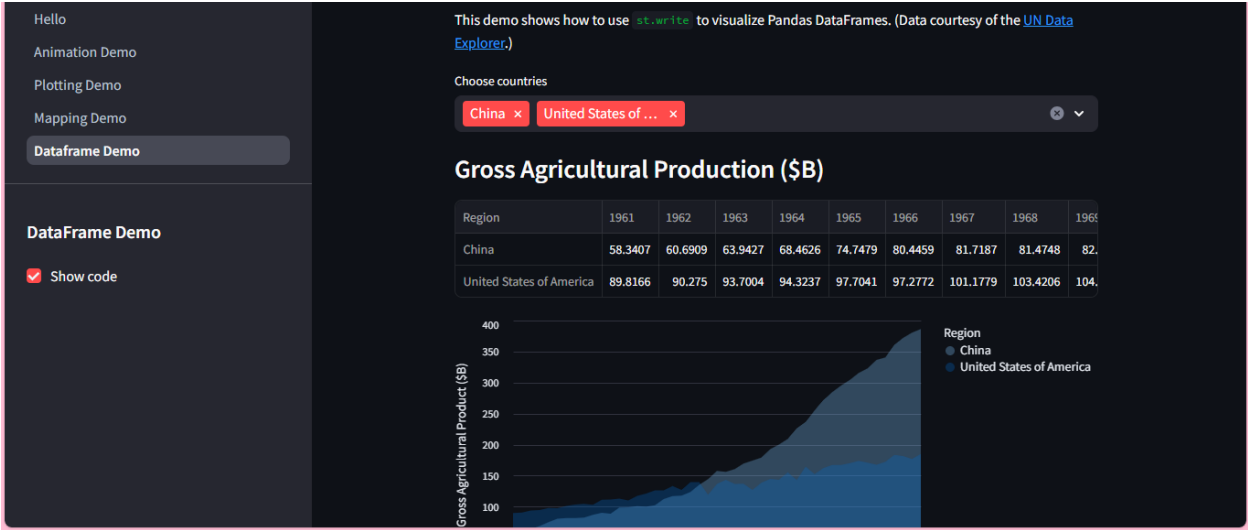 Hello
Animation Demo
Plotting Demo
Mapping Demo
Dataframe Demo
DataFrame Demo
Show code
This demo shows how to use st.write to visualize Pandas DataFrames. (Data courtesy of the UN Data
Explorer.)
Choose countries
China × United States of ... ×
Gross Agricultural Production ($B)
Region 1961 1962 1963 1964 1965 1966 1967 1968 1969
China 58.3407 60.6909 63.9427 68.4626 74.7479 80.4459 81.7187 81.4748 82.
United States of America 89.8166 90.275 93.7004 94.3237 97.7041 97.2772 101.1779 103.4206 104.
Gross Agricultural Product ($B)
400
350
300
250
200
150
100
Region
China
United States of America